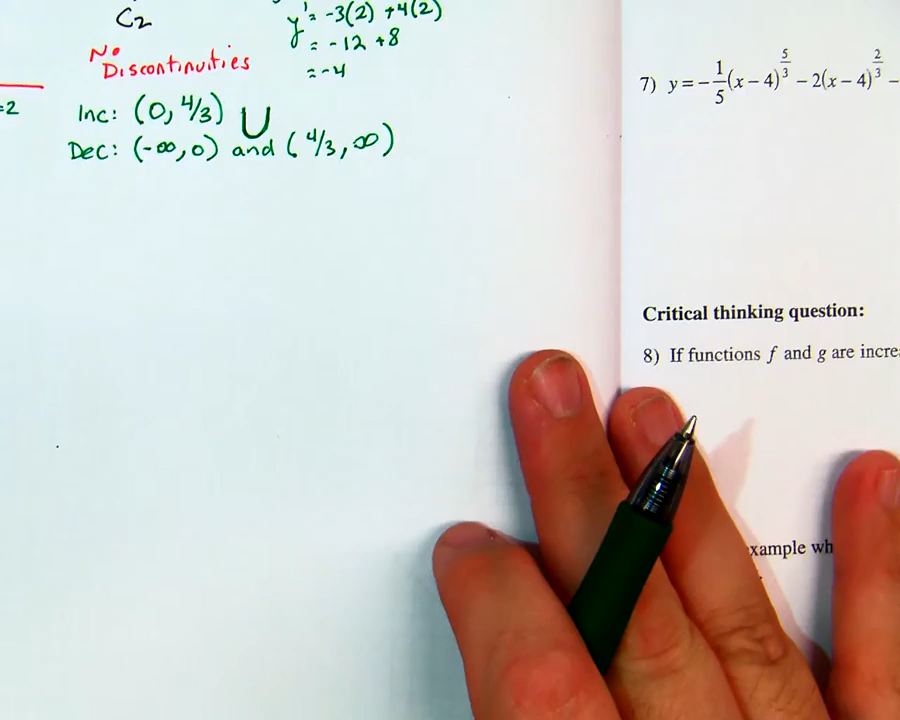 C2
y' = -3(2) + 4(2)
= -12 + 8
= -4
No
Discontinuities
=2
Inc: (0, 4/3)
U
Dec: (-∞, 0) and (4/3, ∞)
7) y = -1/5(x - 4)^5/3 - 2(x - 4)^2/3 -
Critical thinking question:
8) If functions f and g are incre
xample wh